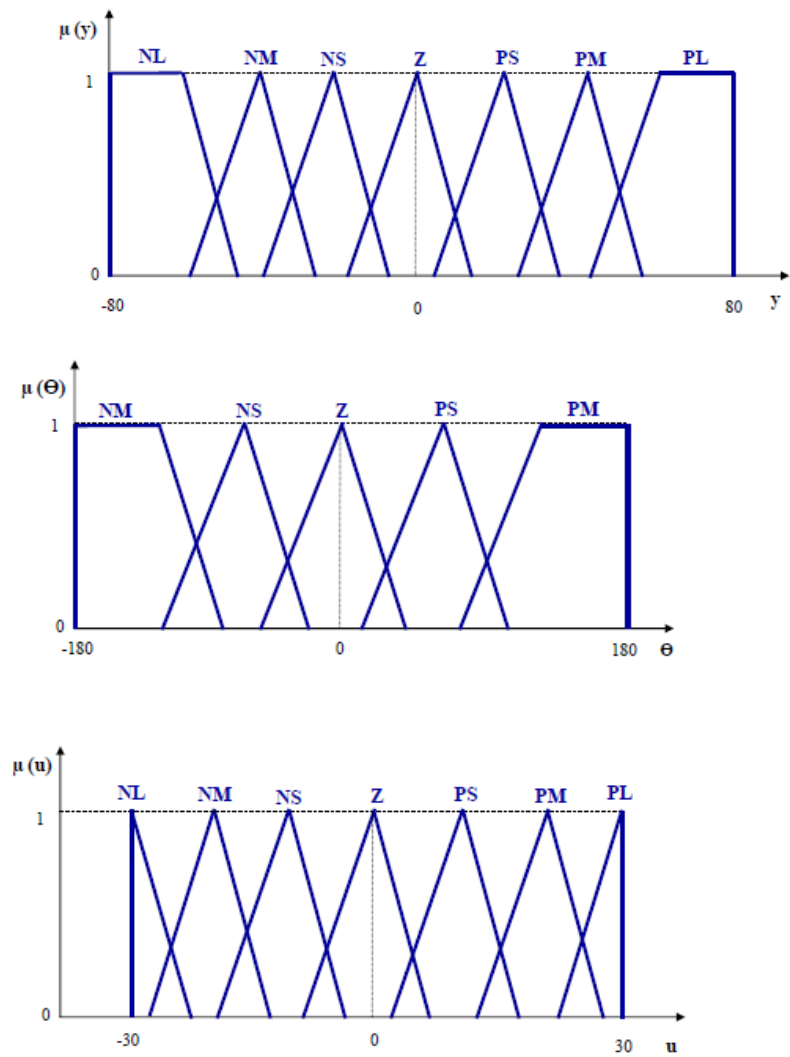 μ (y)
NL NM NS Z PS PM PL
1
0
-80 0 80 y
μ (Ө)
NM NS Z PS PM
1
0
-180 0 180 Ө
μ (u)
NL NM NS Z PS PM PL
1
0
-30 0 30 u